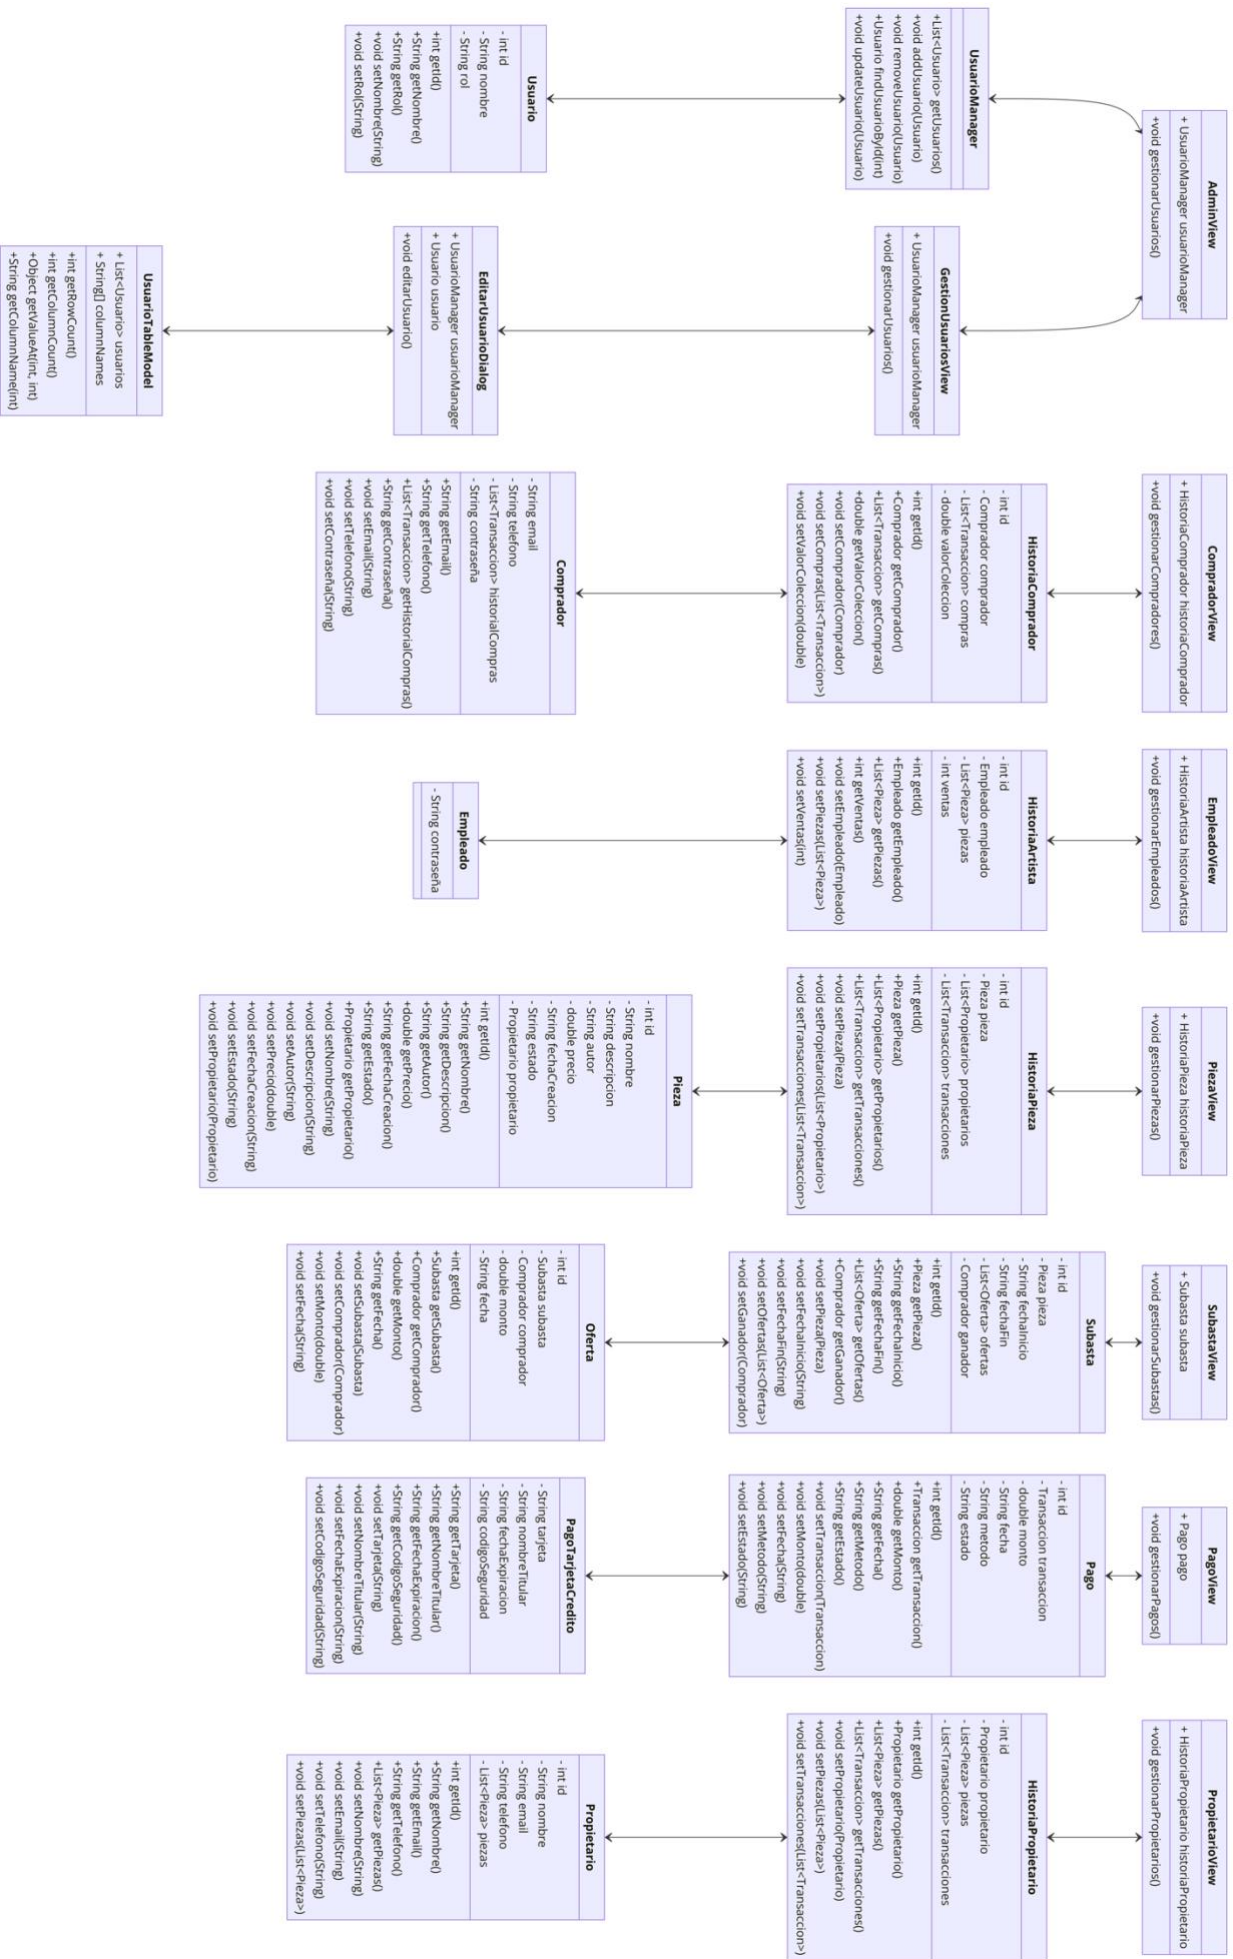 AdminView
+ UsuarioManager usuarioManager
+void gestionarUsuarios()
CompradorView
+ HistoriaComprador historiaComprador
+void gestionarCompradores()
EmpleadoView
+ HistoriaArtista historiaArtista
+void gestionarEmpleados()
PiezaView
+ HistoriaPieza historiaPieza
+void gestionarPiezas()
SubastaView
+ Subasta subasta
+void gestionarSubastas()
PagoView
+ Pago pago
+void gestionarPagos()
PropietarioView
+ HistoriaPropietario historiaPropietario
+void gestionarPropietarios()
UsuarioManager
+List<Usuario> getUsuarios()
+void addUsuario(Usuario)
+void removeUsuario(Usuario)
+Usuario findUsuarioById(int)
+void updateUsuario(Usuario)
GestionUsuariosView
+ UsuarioManager usuarioManager
+void gestionarUsuarios()
HistoriaComprador
- int id
- Comprador comprador
- List<Transaccion> compras
- double valorColeccion
+int getId()
+Comprador getComprador()
+List<Transaccion> getCompras()
+double getValorColeccion()
+void setComprador(Comprador)
+void setCompras(List<Transaccion>)
+void setValorColeccion(double)
HistoriaArtista
- int id
- Empleado empleado
- List<Pieza> piezas
- int ventas
+int getId()
+Empleado getEmpleado()
+List<Pieza> getPiezas()
+int getVentas()
+void setEmpleado(Empleado)
+void setPiezas(List<Pieza>)
+void setVentas(int)
HistoriaPieza
- int id
- Pieza pieza
- List<Propietario> propietarios
- List<Transaccion> transacciones
+int getId()
+Pieza getPieza()
+List<Propietario> getPropietarios()
+List<Transaccion> getTransacciones()
+void setPieza(Pieza)
+void setPropietarios(List<Propietario>)
+void setTransacciones(List<Transaccion>)
Subasta
- int id
- Pieza pieza
- String fechaInicio
- String fechaFin
- List<Oferta> ofertas
- Comprador ganador
+int getId()
+Pieza getPieza()
+String getFechaInicio()
+String getFechaFin()
+List<Oferta> getOfertas()
+Comprador getGanador()
+void setPieza(Pieza)
+void setFechaInicio(String)
+void setFechaFin(String)
+void setOfertas(List<Oferta>)
+void setGanador(Comprador)
Pago
- int id
- Transaccion transaccion
- double monto
- String fecha
- String metodo
- String estado
+int getId()
+Transaccion getTransaccion()
+double getMonto()
+String getFecha()
+String getMetodo()
+String getEstado()
+void setTransaccion(Transaccion)
+void setMonto(double)
+void setFecha(String)
+void setMetodo(String)
+void setEstado(String)
HistoriaPropietario
- int id
- Propietario propietario
- List<Pieza> piezas
- List<Transaccion> transacciones
+int getId()
+Propietario getPropietario()
+List<Pieza> getPiezas()
+List<Transaccion> getTransacciones()
+void setPropietario(Propietario)
+void setPiezas(List<Pieza>)
+void setTransacciones(List<Transaccion>)
Usuario
- int id
- String nombre
- String rol
+int getId()
+String getNombre()
+String getRol()
+void setNombre(String)
+void setRol(String)
EditarUsuarioDialog
+ UsuarioManager usuarioManager
+ Usuario usuario
+void editarUsuario()
Comprador
- String email
- String telefono
- List<Transaccion> historialCompras
- String contraseña
+String getEmail()
+String getTelefono()
+List<Transaccion> getHistorialCompras()
+String getContraseña()
+void setEmail(String)
+void setTelefono(String)
+void setContraseña(String)
Empleado
- String contraseña
Pieza
- int id
- String nombre
- String descripcion
- String autor
- double precio
- String fechaCreacion
- String estado
- Propietario propietario
+int getId()
+String getNombre()
+String getDescripcion()
+String getAutor()
+double getPrecio()
+String getFechaCreacion()
+String getEstado()
+Propietario getPropietario()
+void setNombre(String)
+void setDescripcion(String)
+void setAutor(String)
+void setPrecio(double)
+void setFechaCreacion(String)
+void setEstado(String)
+void setPropietario(Propietario)
Oferta
- int id
- Subasta subasta
- Comprador comprador
- double monto
- String fecha
+int getId()
+Subasta getSubasta()
+Comprador getComprador()
+double getMonto()
+String getFecha()
+void setSubasta(Subasta)
+void setComprador(Comprador)
+void setMonto(double)
+void setFecha(String)
PagoTarjetaCredito
- String tarjeta
- String nombreTitular
- String fechaExpiracion
- String codigoSeguridad
+String getTarjeta()
+String getNombreTitular()
+String getFechaExpiracion()
+String getCodigoSeguridad()
+void setTarjeta(String)
+void setNombreTitular(String)
+void setFechaExpiracion(String)
+void setCodigoSeguridad(String)
Propietario
- int id
- String nombre
- String email
- String telefono
- List<Pieza> piezas
+int getId()
+String getNombre()
+String getEmail()
+String getTelefono()
+List<Pieza> getPiezas()
+void setNombre(String)
+void setEmail(String)
+void setTelefono(String)
+void setPiezas(List<Pieza>)
UsuarioTableModel
+ List<Usuario> usuarios
+ String[] columnNames
+int getRowCount()
+int getColumnCount()
+Object getValueAt(int, int)
+String getColumnName(int)